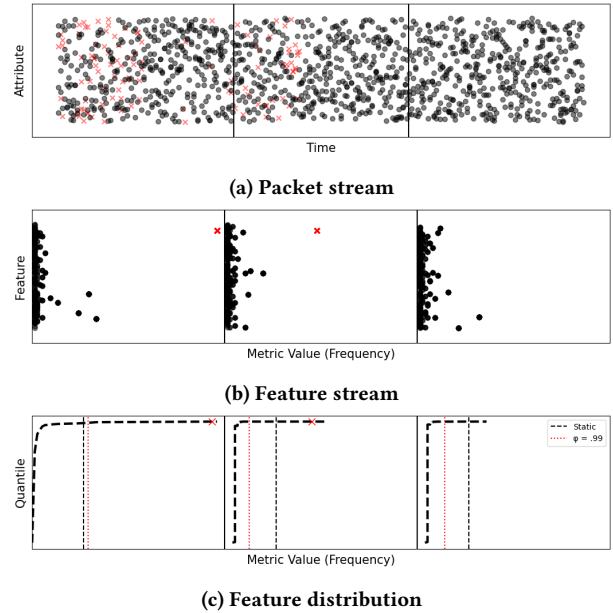 Attribute
Time
(a) Packet stream
Feature
Metric Value (Frequency)
(b) Feature stream
Quantile
Static
φ = .99
Metric Value (Frequency)
(c) Feature distribution